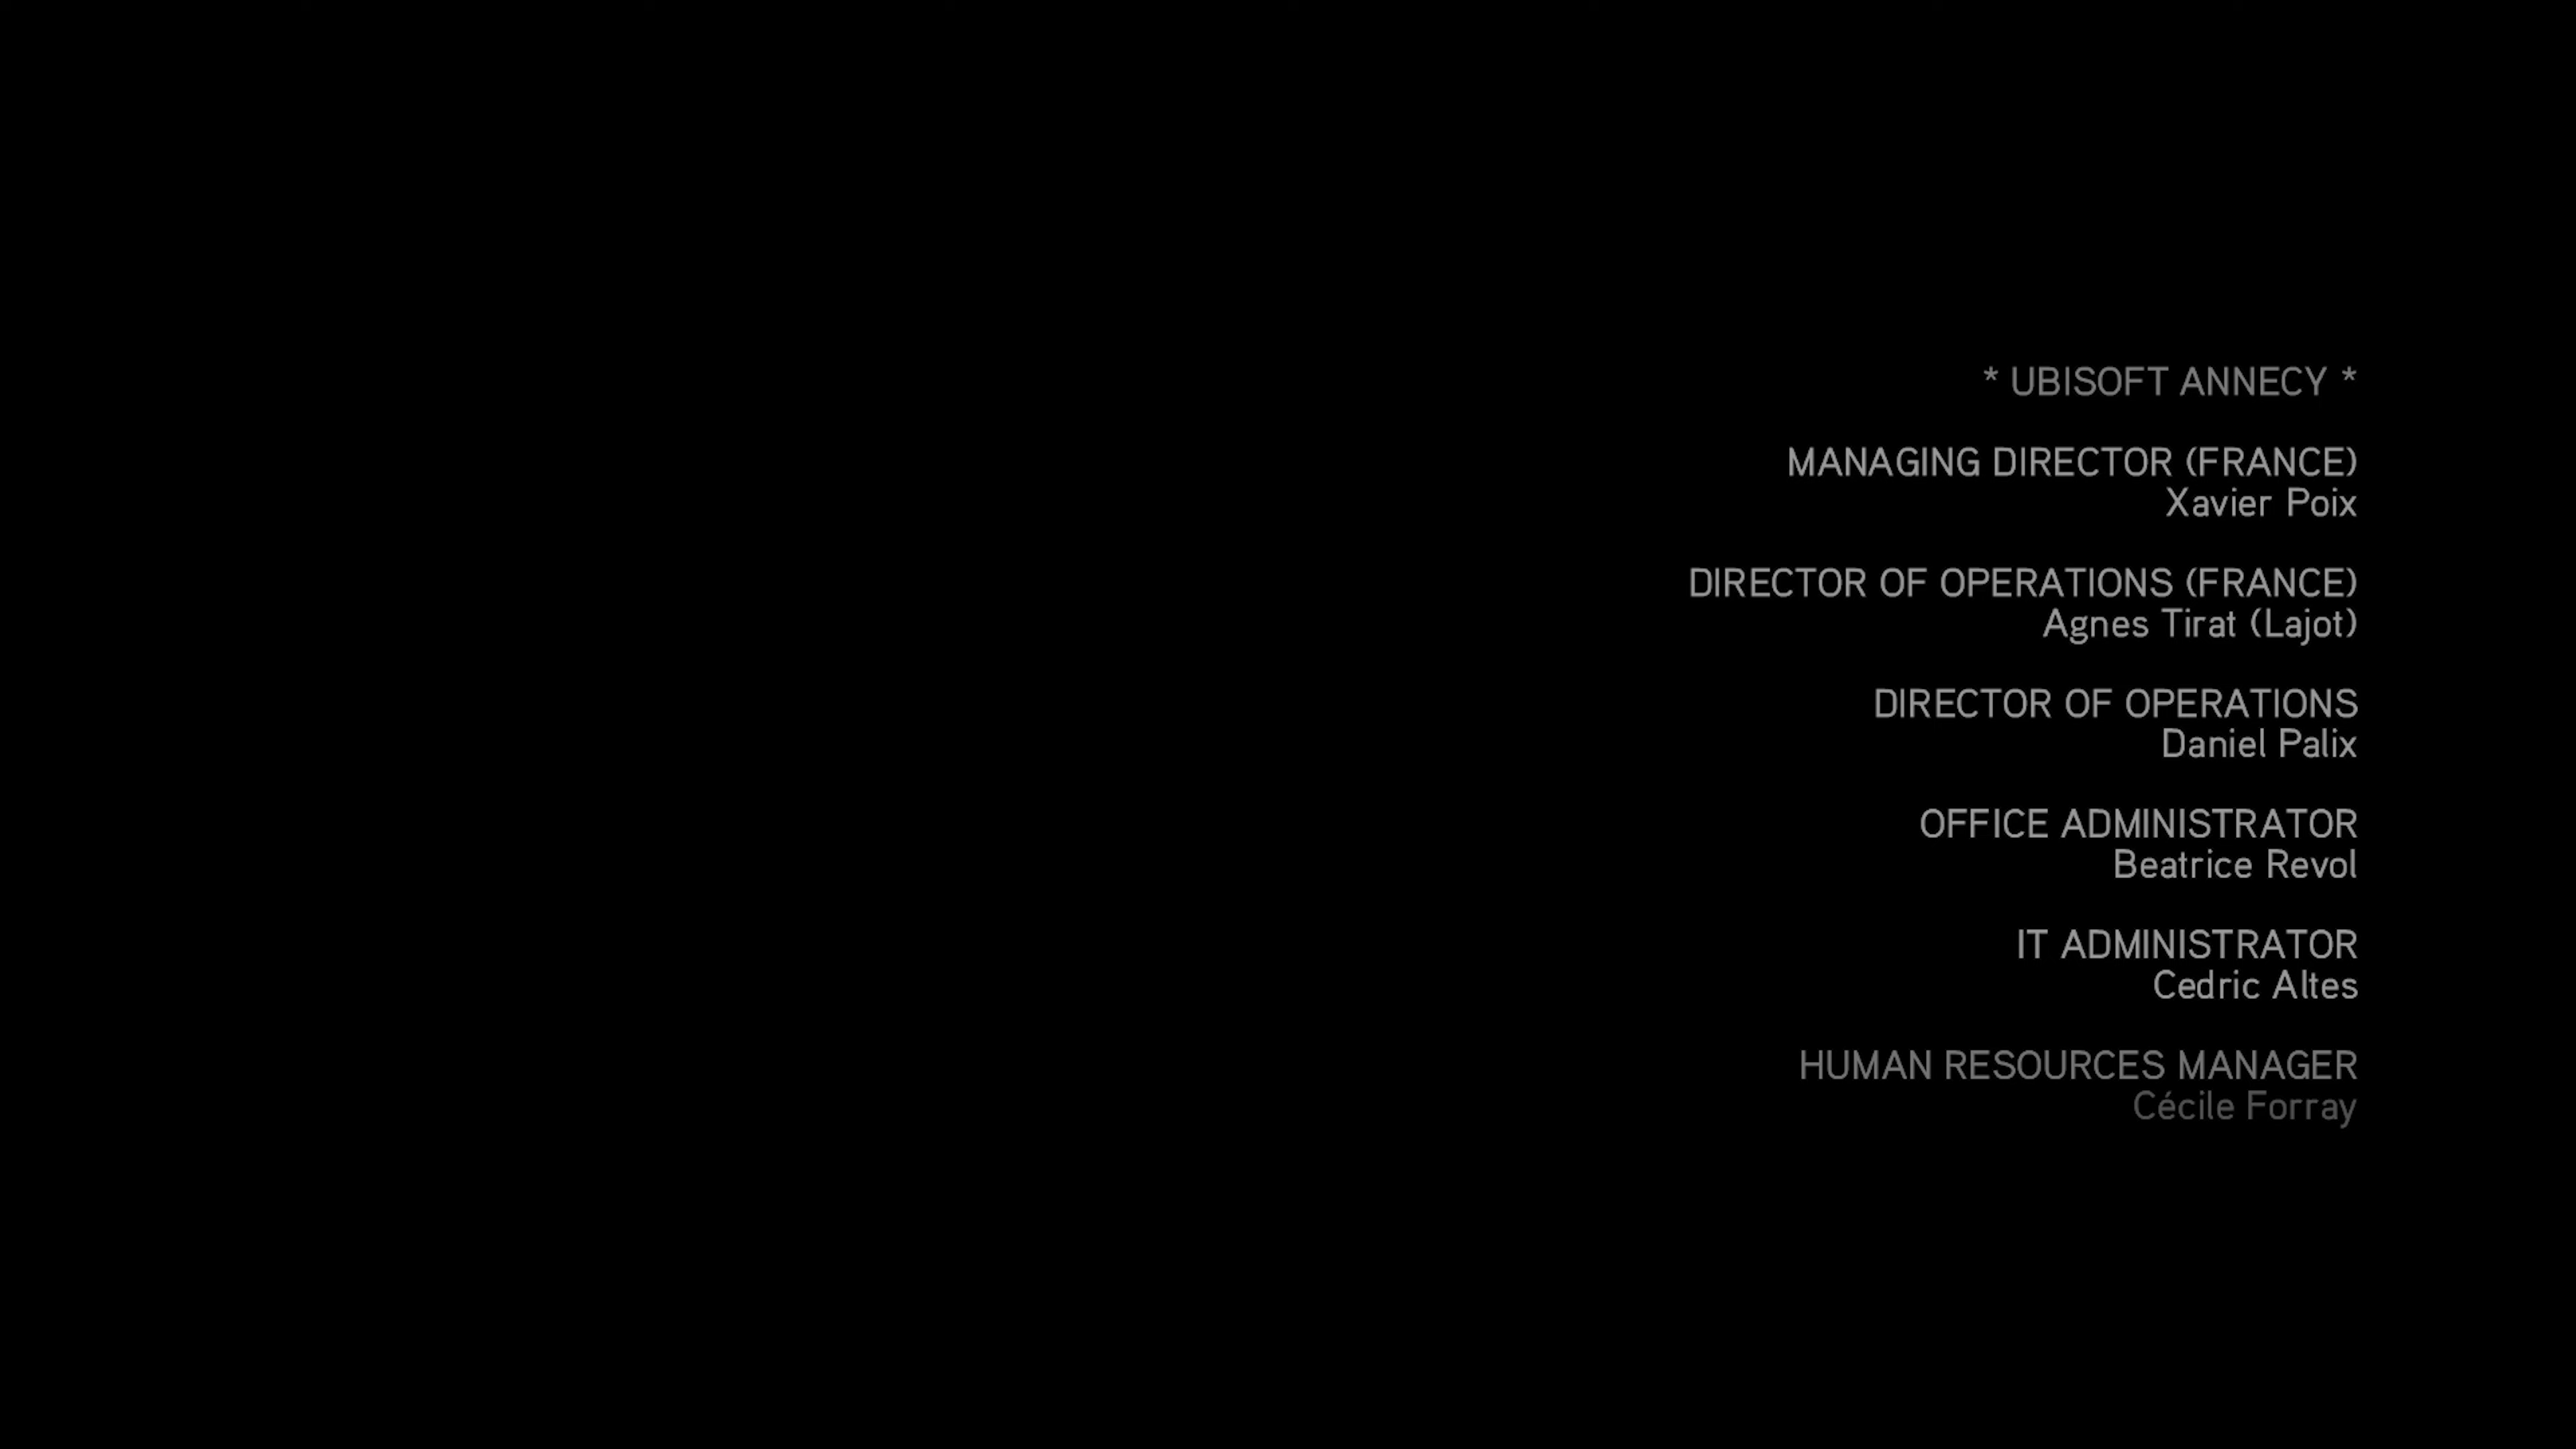 * UBISOFT ANNECY *
MANAGING DIRECTOR (FRANCE)
Xavier Poix
DIRECTOR OF OPERATIONS (FRANCE)
Agnes Tirat (Lajot)
DIRECTOR OF OPERATIONS
Daniel Palix
OFFICE ADMINISTRATOR
Beatrice Revol
IT ADMINISTRATOR
Cedric Altes
HUMAN RESOURCES MANAGER
Cécile Forray